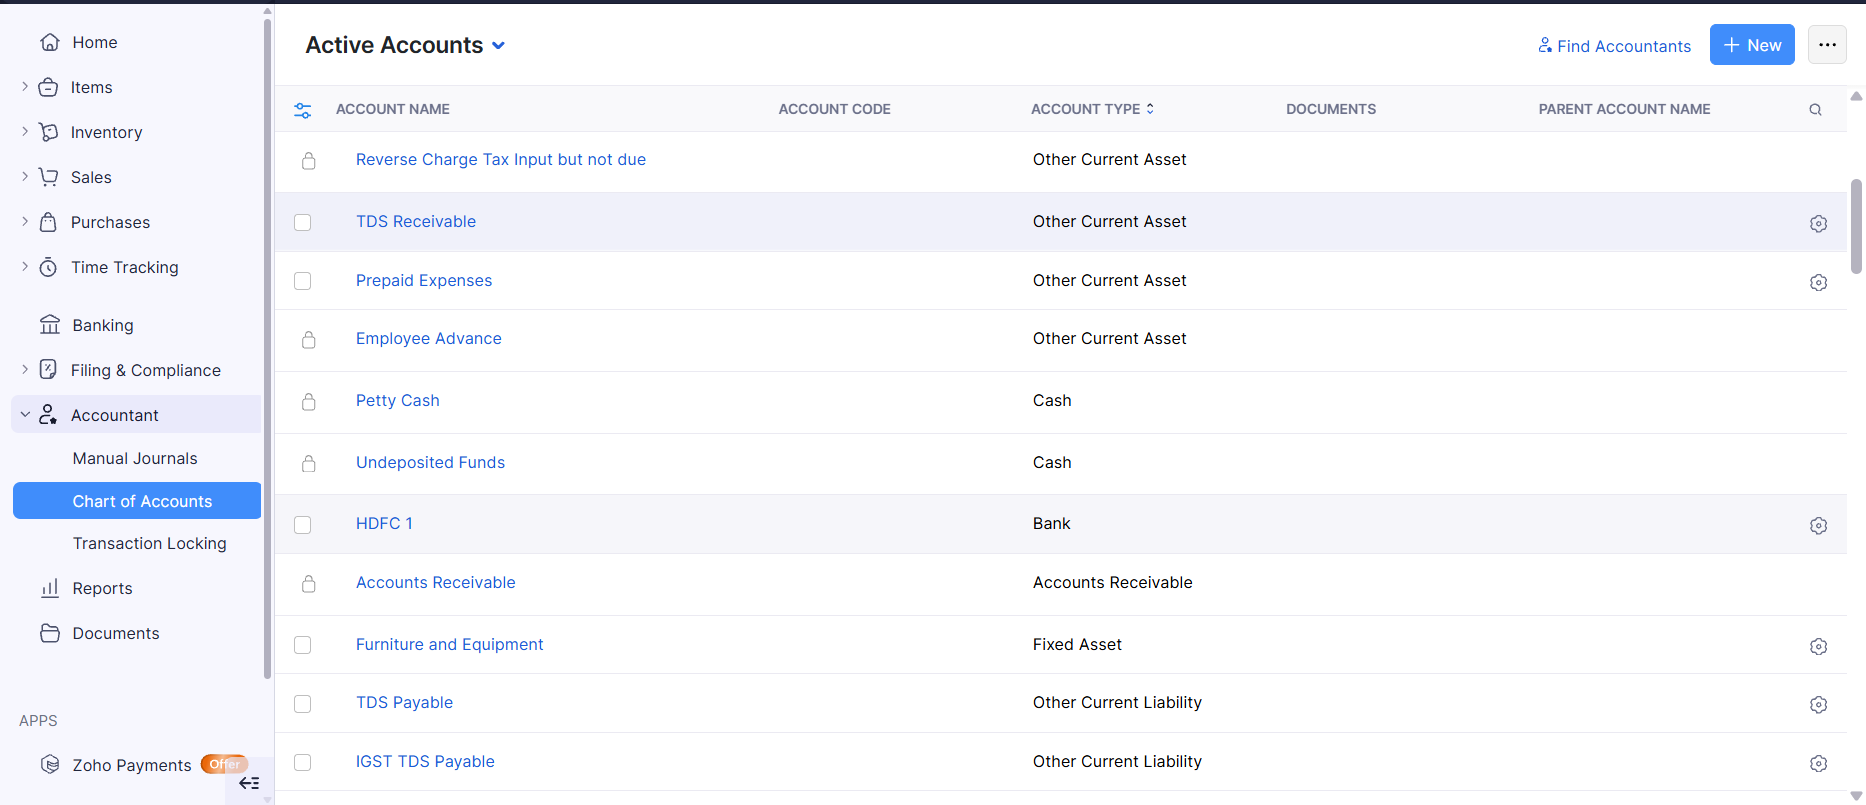 Home
Items
Inventory
Sales
Purchases
Time Tracking
Banking
Filing & Compliance
Accountant
Manual Journals
Chart of Accounts
Transaction Locking
Reports
Documents
APPS
Zoho Payments Offer
Active Accounts
Find Accountants
New
ACCOUNT NAME ACCOUNT CODE ACCOUNT TYPE DOCUMENTS PARENT ACCOUNT NAME
Reverse Charge Tax Input but not due Other Current Asset
TDS Receivable Other Current Asset
Prepaid Expenses Other Current Asset
Employee Advance Other Current Asset
Petty Cash Cash
Undeposited Funds Cash
HDFC 1 Bank
Accounts Receivable Accounts Receivable
Furniture and Equipment Fixed Asset
TDS Payable Other Current Liability
IGST TDS Payable Other Current Liability